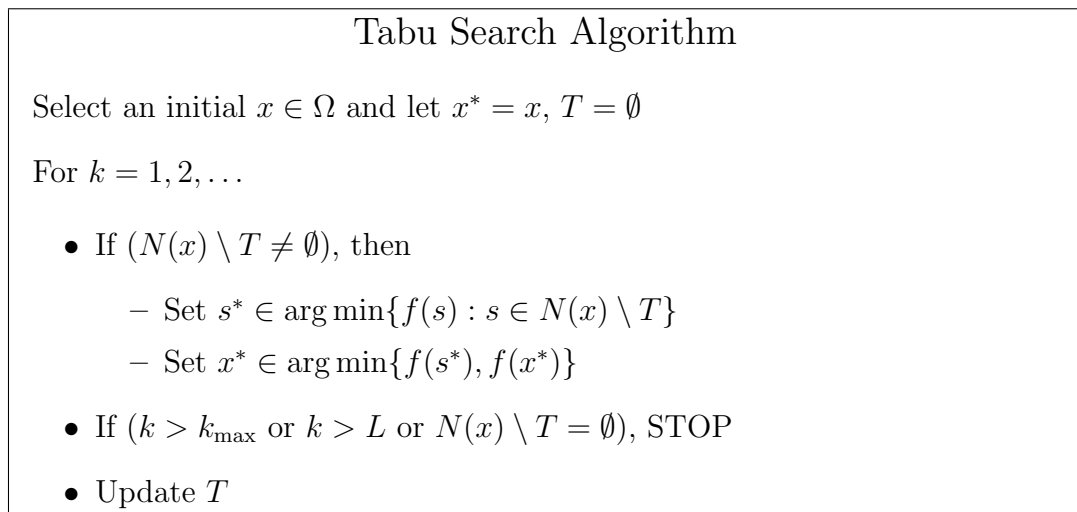 Tabu Search Algorithm
Select an initial x ∈ Ω and let x* = x, T = ∅
For k = 1, 2, . . .
• If (N(x) \ T ≠ ∅), then
– Set s* ∈ arg min{f(s) : s ∈ N(x) \ T}
– Set x* ∈ arg min{f(s*), f(x*)}
• If (k > k_max or k > L or N(x) \ T = ∅), STOP
• Update T